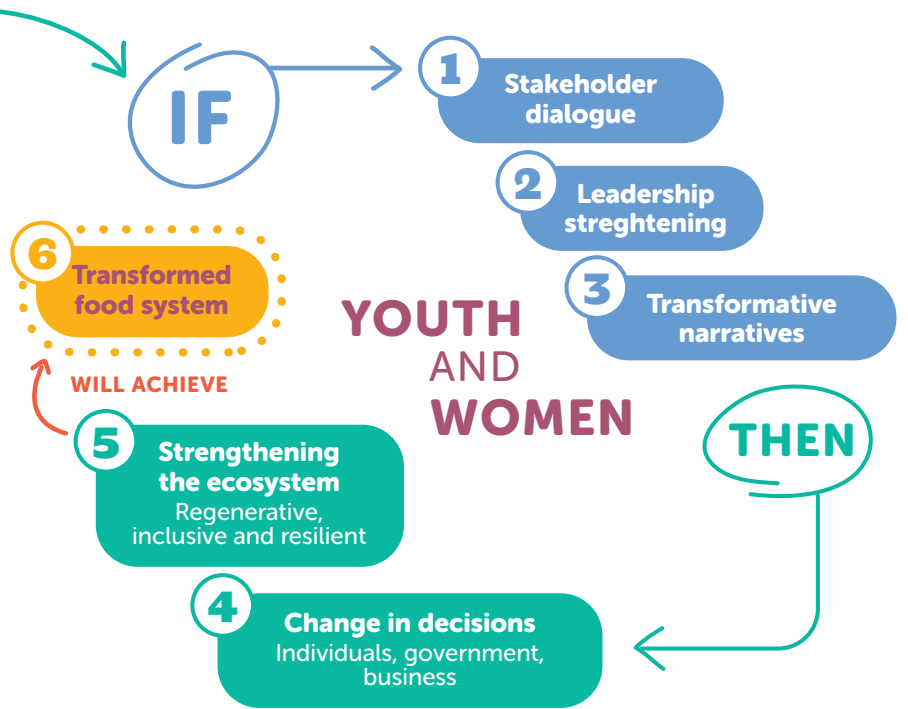 IF
1
Stakeholder
dialogue
2
Leadership
streghtening
3
Transformative
narratives
YOUTH
AND
WOMEN
THEN
4
Change in decisions
Individuals, government,
business
5
Strengthening
the ecosystem
Regenerative,
inclusive and resilient
WILL ACHIEVE
6
Transformed
food system